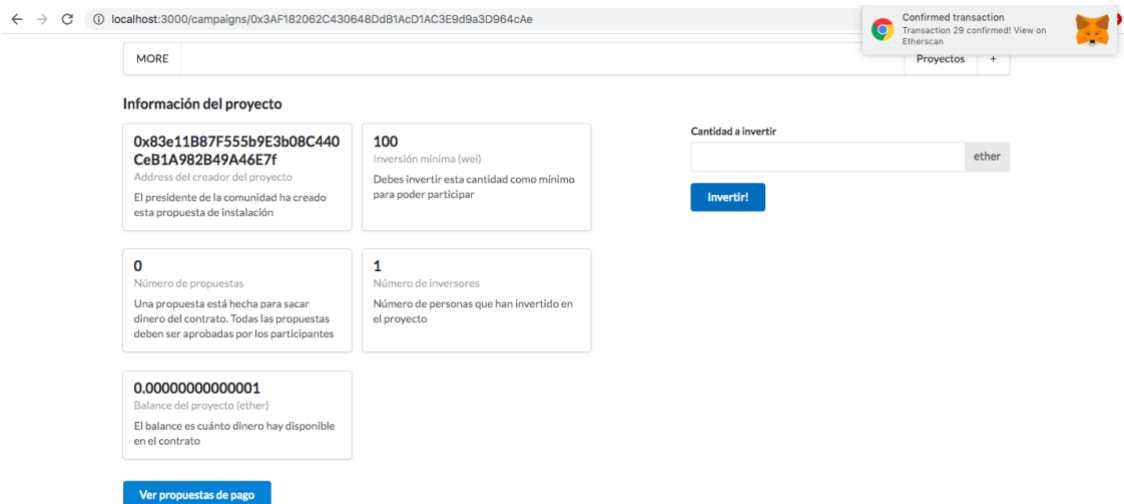 localhost:3000/campaigns/0x3AF182062C430648DdB1AcD1AC3E9d9a3D964cAe
Confirmed transaction
Transaction 29 confirmed! View on
Etherscan
MORE
Proyectos
+
Información del proyecto
0x83e11B87F555b9E3b08C440
CeB1A982B49A46E7f
Address del creador del proyecto
El presidente de la comunidad ha creado
esta propuesta de instalación
100
Inversión mínima (wei)
Debes invertir esta cantidad como mínimo
para poder participar
Cantidad a invertir
ether
Invertir!
0
Número de propuestas
Una propuesta está hecha para sacar
dinero del contrato. Todas las propuestas
deben ser aprobadas por los participantes
1
Número de inversores
Número de personas que han invertido en
el proyecto
0.00000000000001
Balance del proyecto (ether)
El balance es cuánto dinero hay disponible
en el contrato
Ver propuestas de pago